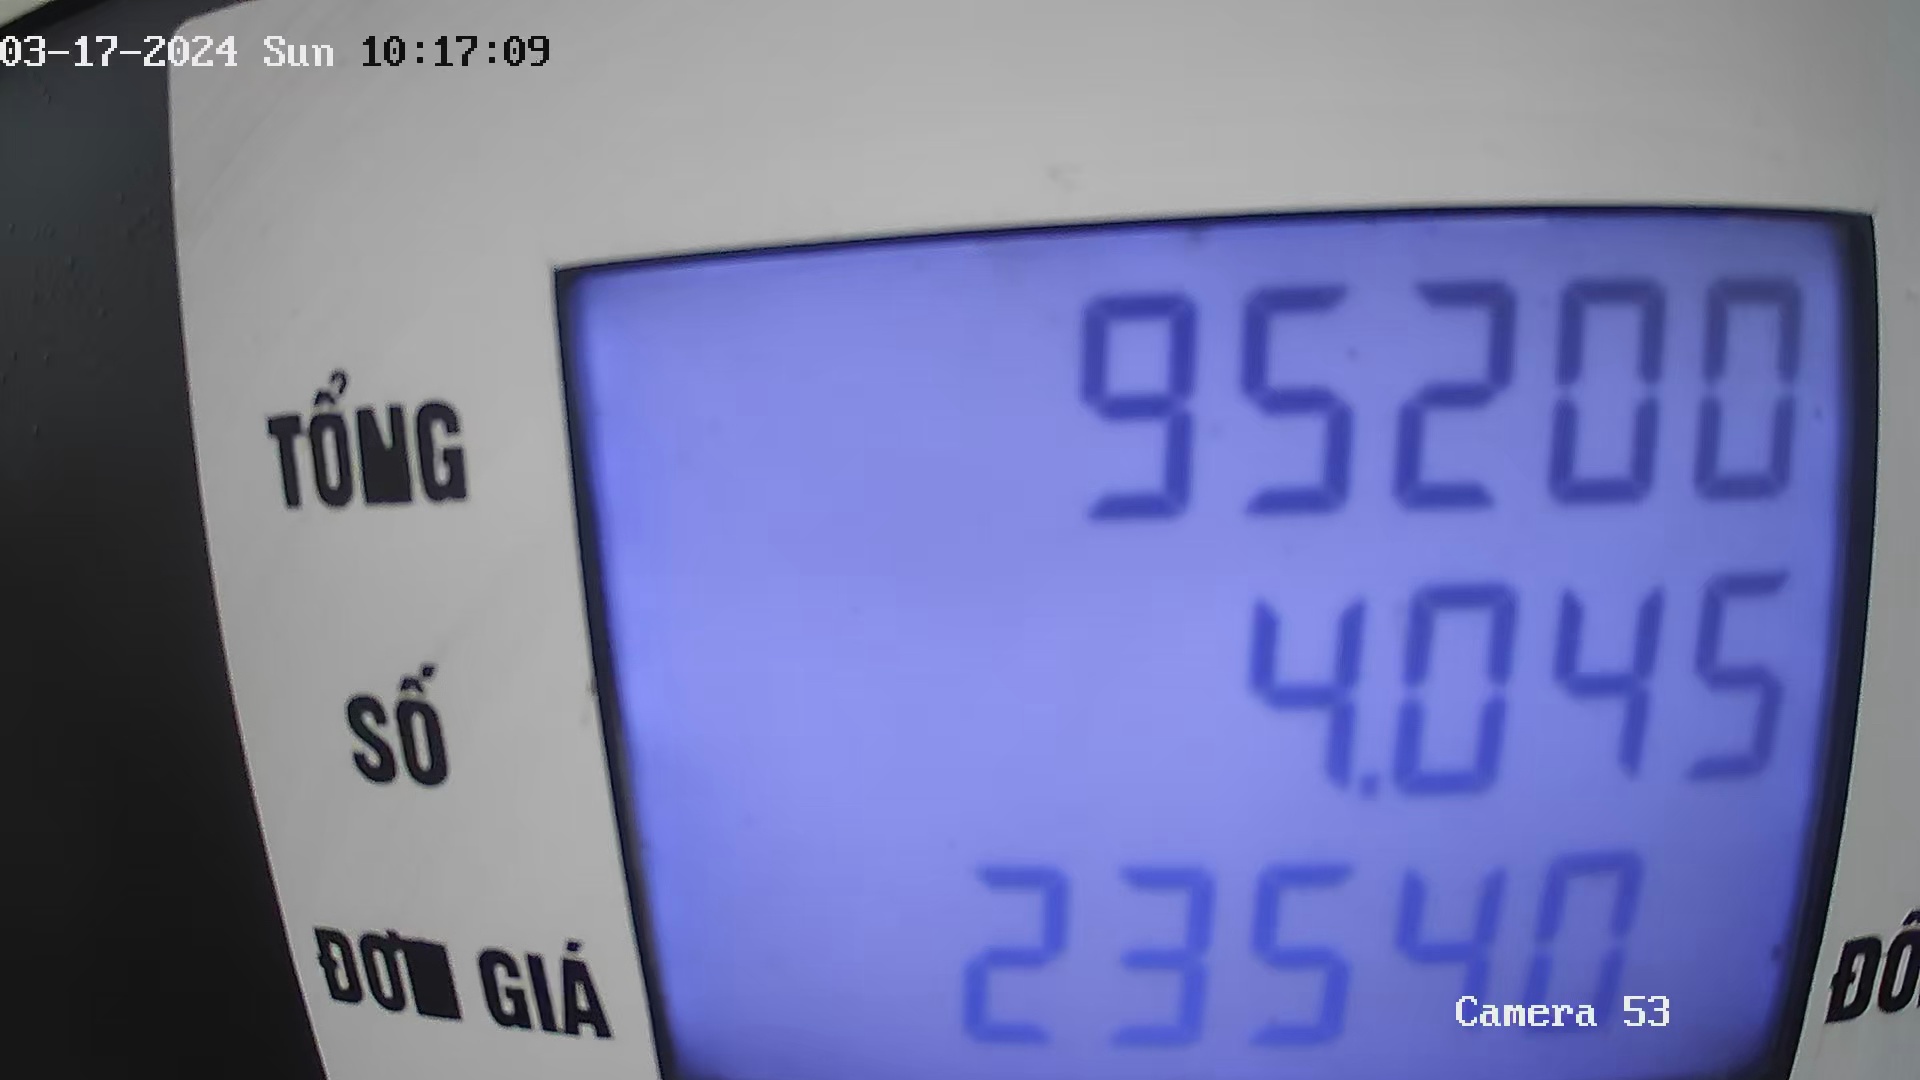 03-17-2024 Sun 10:17:09
TỔNG 95200
SỐ 4.045
ĐƠN GIÁ 23540
Camera 53